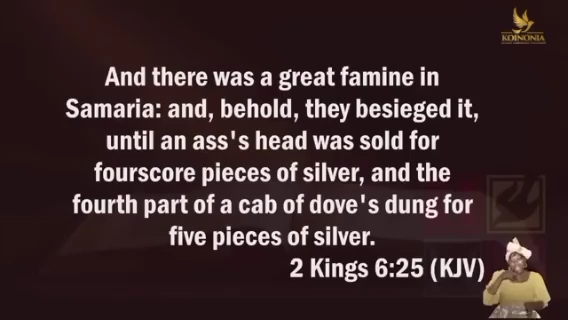 KOINONIA
And there was a great famine in
Samaria: and, behold, they besieged it,
until an ass's head was sold for
fourscore pieces of silver, and the
fourth part of a cab of dove's dung for
five pieces of silver.
2 Kings 6:25 (KJV)